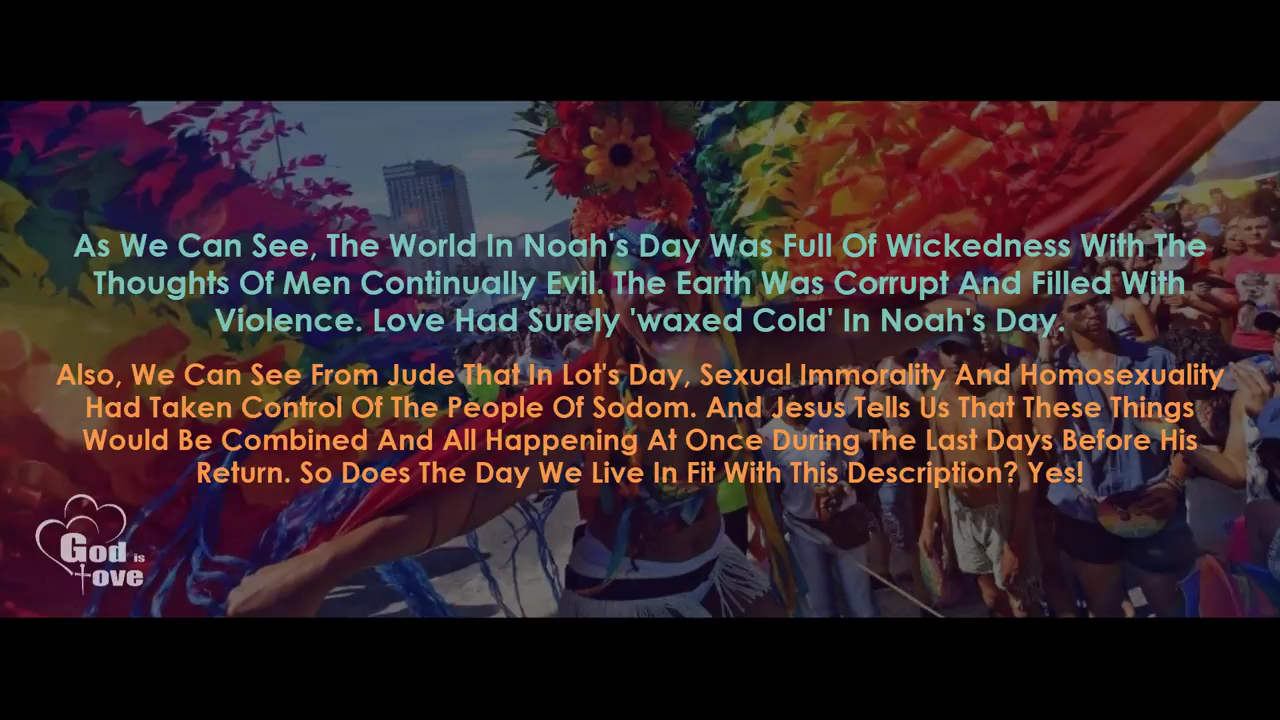 As We Can See, The World In Noah's Day Was Full Of Wickedness With The
Thoughts Of Men Continually Evil. The Earth Was Corrupt And Filled With
Violence. Love Had Surely 'waxed Cold' In Noah's Day.
Also, We Can See From Jude That In Lot's Day, Sexual Immorality And Homosexuality
Had Taken Control Of The People Of Sodom. And Jesus Tells Us That These Things
Would Be Combined And All Happening At Once During The Last Days Before His
Return. So Does The Day We Live In Fit With This Description? Yes!
God is
Love